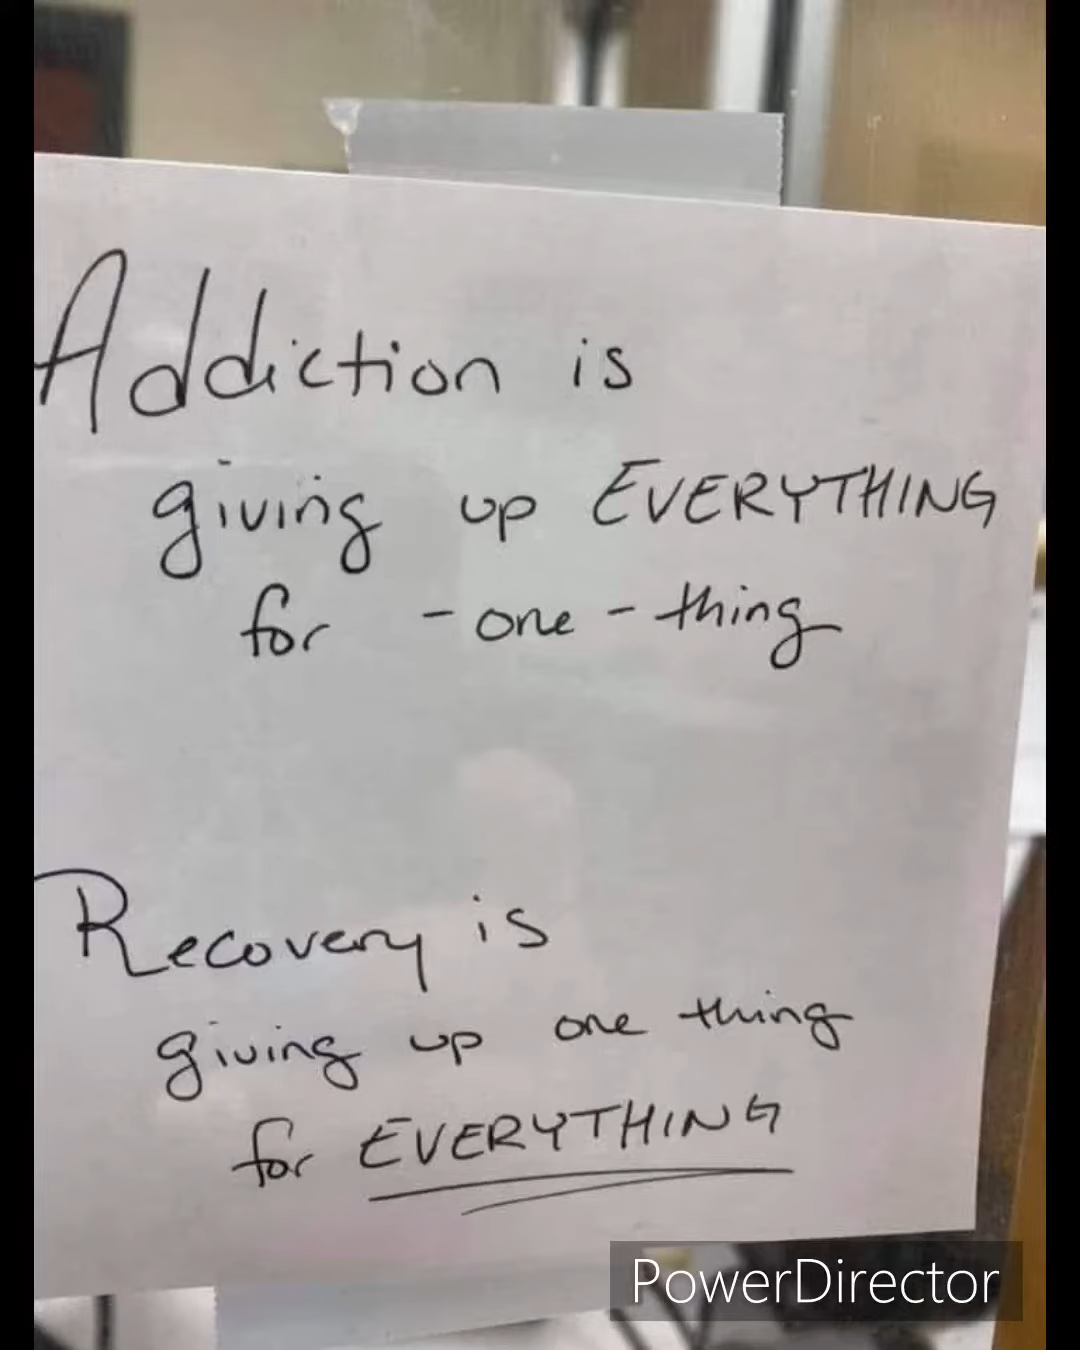 Addiction is
giving up EVERYTHING
for - one - thing
Recovery is
giving up one thing
for EVERYTHING
PowerDirector